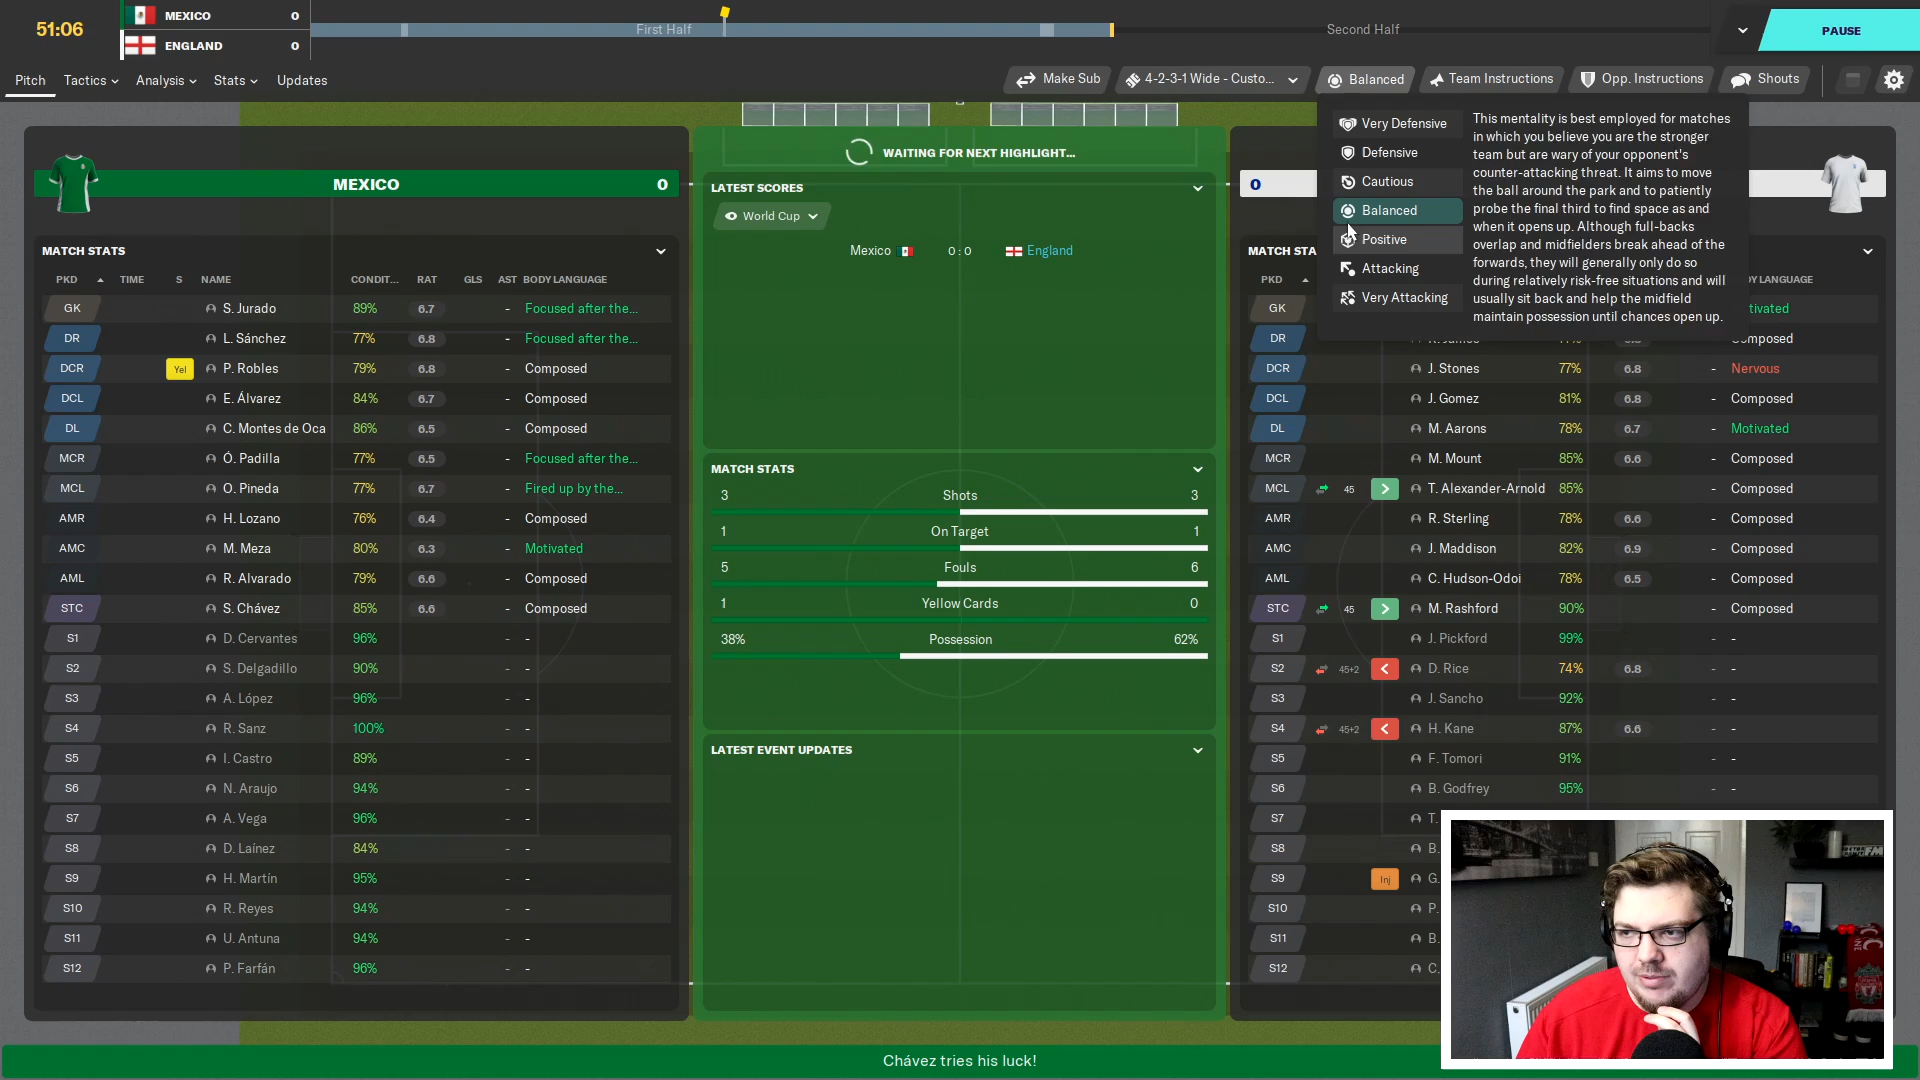 51:06
MEXICO 0
ENGLAND 0
First Half
Second Half
PAUSE
Pitch Tactics Analysis Stats Updates
Make Sub
4-2-3-1 Wide - Custo...
Balanced
Team Instructions
Opp. Instructions
Shouts
Very Defensive
Defensive
Cautious
Balanced
Positive
Attacking
Very Attacking
This mentality is best employed for matches
in which you believe you are the stronger
team but are wary of your opponent's
counter-attacking threat. It aims to move
the ball around the park and to patiently
probe the final third to find space as and
when it opens up. Although full-backs
overlap and midfielders break ahead of the
forwards, they will generally only do so
during relatively risk-free situations and will
usually sit back and help the midfield
maintain possession until chances open up.
MEXICO 0
MATCH STATS
PKD TIME S NAME CONDIT... RAT GLS AST BODY LANGUAGE
GK S. Jurado 89% 6.7 - Focused after the...
DR L. Sánchez 77% 6.8 - Focused after the...
DCR Yel P. Robles 79% 6.8 - Composed
DCL E. Álvarez 84% 6.7 - Composed
DL C. Montes de Oca 86% 6.5 - Composed
MCR Ó. Padilla 77% 6.5 - Focused after the...
MCL O. Pineda 77% 6.7 - Fired up by the...
AMR H. Lozano 76% 6.4 - Composed
AMC M. Meza 80% 6.3 - Motivated
AML R. Alvarado 79% 6.6 - Composed
STC S. Chávez 85% 6.6 - Composed
S1 D. Cervantes 96% - -
S2 S. Delgadillo 90% - -
S3 A. López 96% - -
S4 R. Sanz 100% - -
S5 I. Castro 89% - -
S6 N. Araujo 94% - -
S7 A. Vega 96% - -
S8 D. Laínez 84% - -
S9 H. Martín 95% - -
S10 R. Reyes 94% - -
S11 U. Antuna 94% - -
S12 P. Farfán 96% - -
WAITING FOR NEXT HIGHLIGHT...
LATEST SCORES
World Cup
Mexico 0 : 0 England
MATCH STATS
3 Shots 3
1 On Target 1
5 Fouls 6
1 Yellow Cards 0
38% Possession 62%
LATEST EVENT UPDATES
0
MATCH STA
PKD Y LANGUAGE
GK tivated
DR mposed
DCR J. Stones 77% 6.8 - Nervous
DCL J. Gomez 81% 6.8 - Composed
DL M. Aarons 78% 6.7 - Motivated
MCR M. Mount 85% 6.6 - Composed
MCL 45 T. Alexander-Arnold 85% - Composed
AMR R. Sterling 78% 6.6 - Composed
AMC J. Maddison 82% 6.9 - Composed
AML C. Hudson-Odoi 78% 6.5 - Composed
STC 45 M. Rashford 90% - Composed
S1 J. Pickford 99% - -
S2 45+2 D. Rice 74% 6.8 - -
S3 J. Sancho 92% - -
S4 45+2 H. Kane 87% 6.6 - -
S5 F. Tomori 91% - -
S6 B. Godfrey 95% - -
S7 T.
S8 B.
S9 Inj G.
S10 P.
S11 B.
S12 C.
Chávez tries his luck!